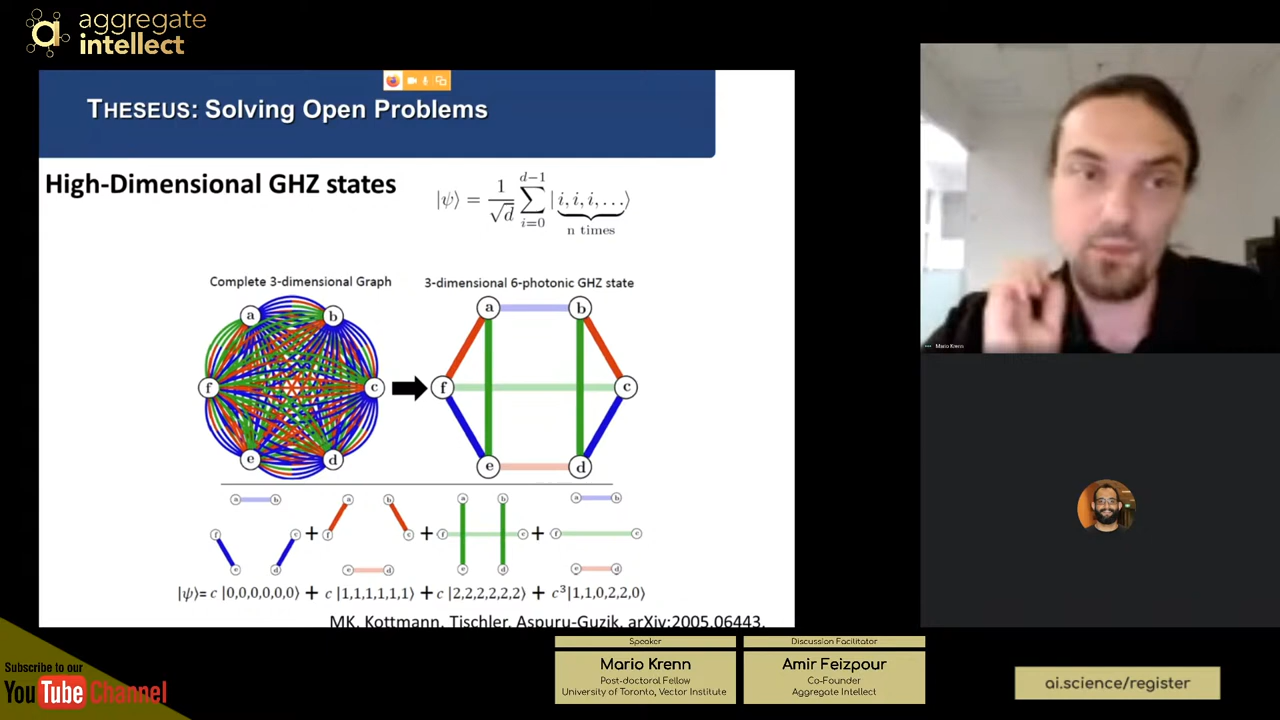 aggregate
intellect
THESEUS: Solving Open Problems
High-Dimensional GHZ states
|ψ⟩ = 1/√d ∑ i=0 d−1 |i, i, i, . . .⟩
n times
Complete 3-dimensional Graph
3-dimensional 6-photonic GHZ state
a b
f c
e d
a b
f c
e d
a b a b a b a b
f c + f c + f c + f c
e d e d e d e d
|ψ⟩= c |0,0,0,0,0,0⟩ + c |1,1,1,1,1,1⟩ + c |2,2,2,2,2,2⟩ + c³|1,1,0,2,2,0⟩
MK, Kottmann, Tischler, Aspuru-Guzik, arXiv:2005.06443.
Mario Krenn
Subscribe to our
YouTube Channel
Speaker
Mario Krenn
Post-doctoral Fellow
University of Toronto, Vector Institute
Discussion Facilitator
Amir Feizpour
Co-Founder
Aggregate Intellect
ai.science/register